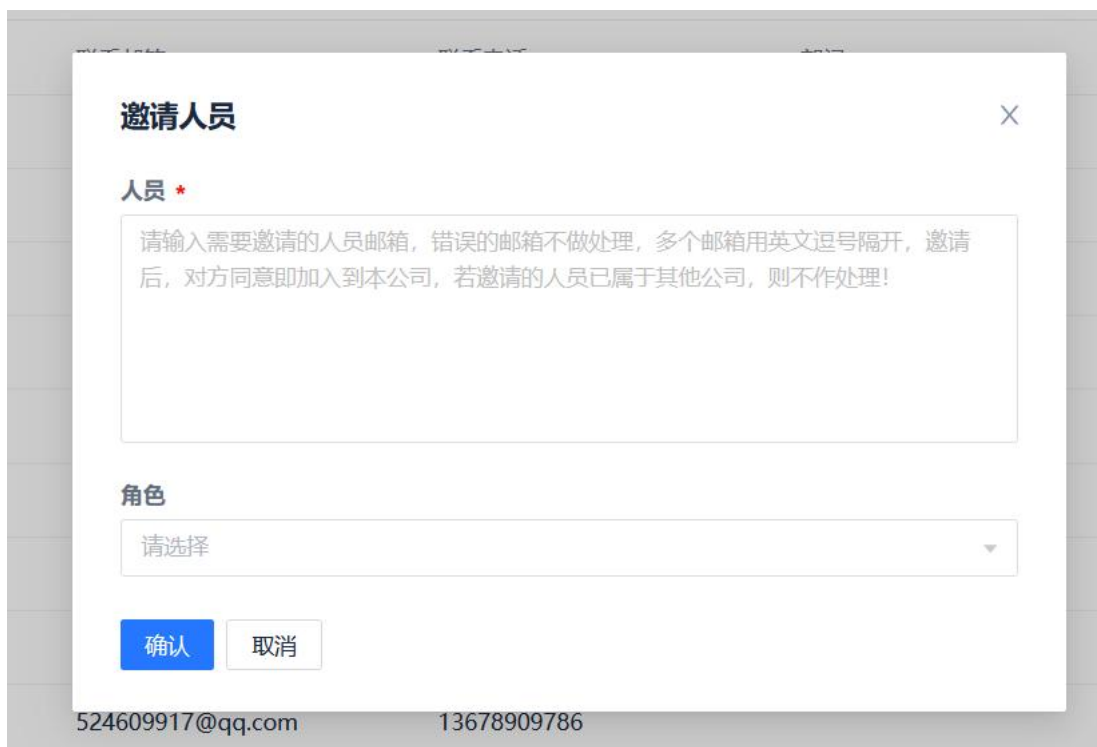 邀请人员
人员 *
请输入需要邀请的人员邮箱，错误的邮箱不做处理，多个邮箱用英文逗号隔开，邀请
后，对方同意即加入到本公司，若邀请的人员已属于其他公司，则不作处理！
角色
请选择
确认 取消
524609917@qq.com 13678909786